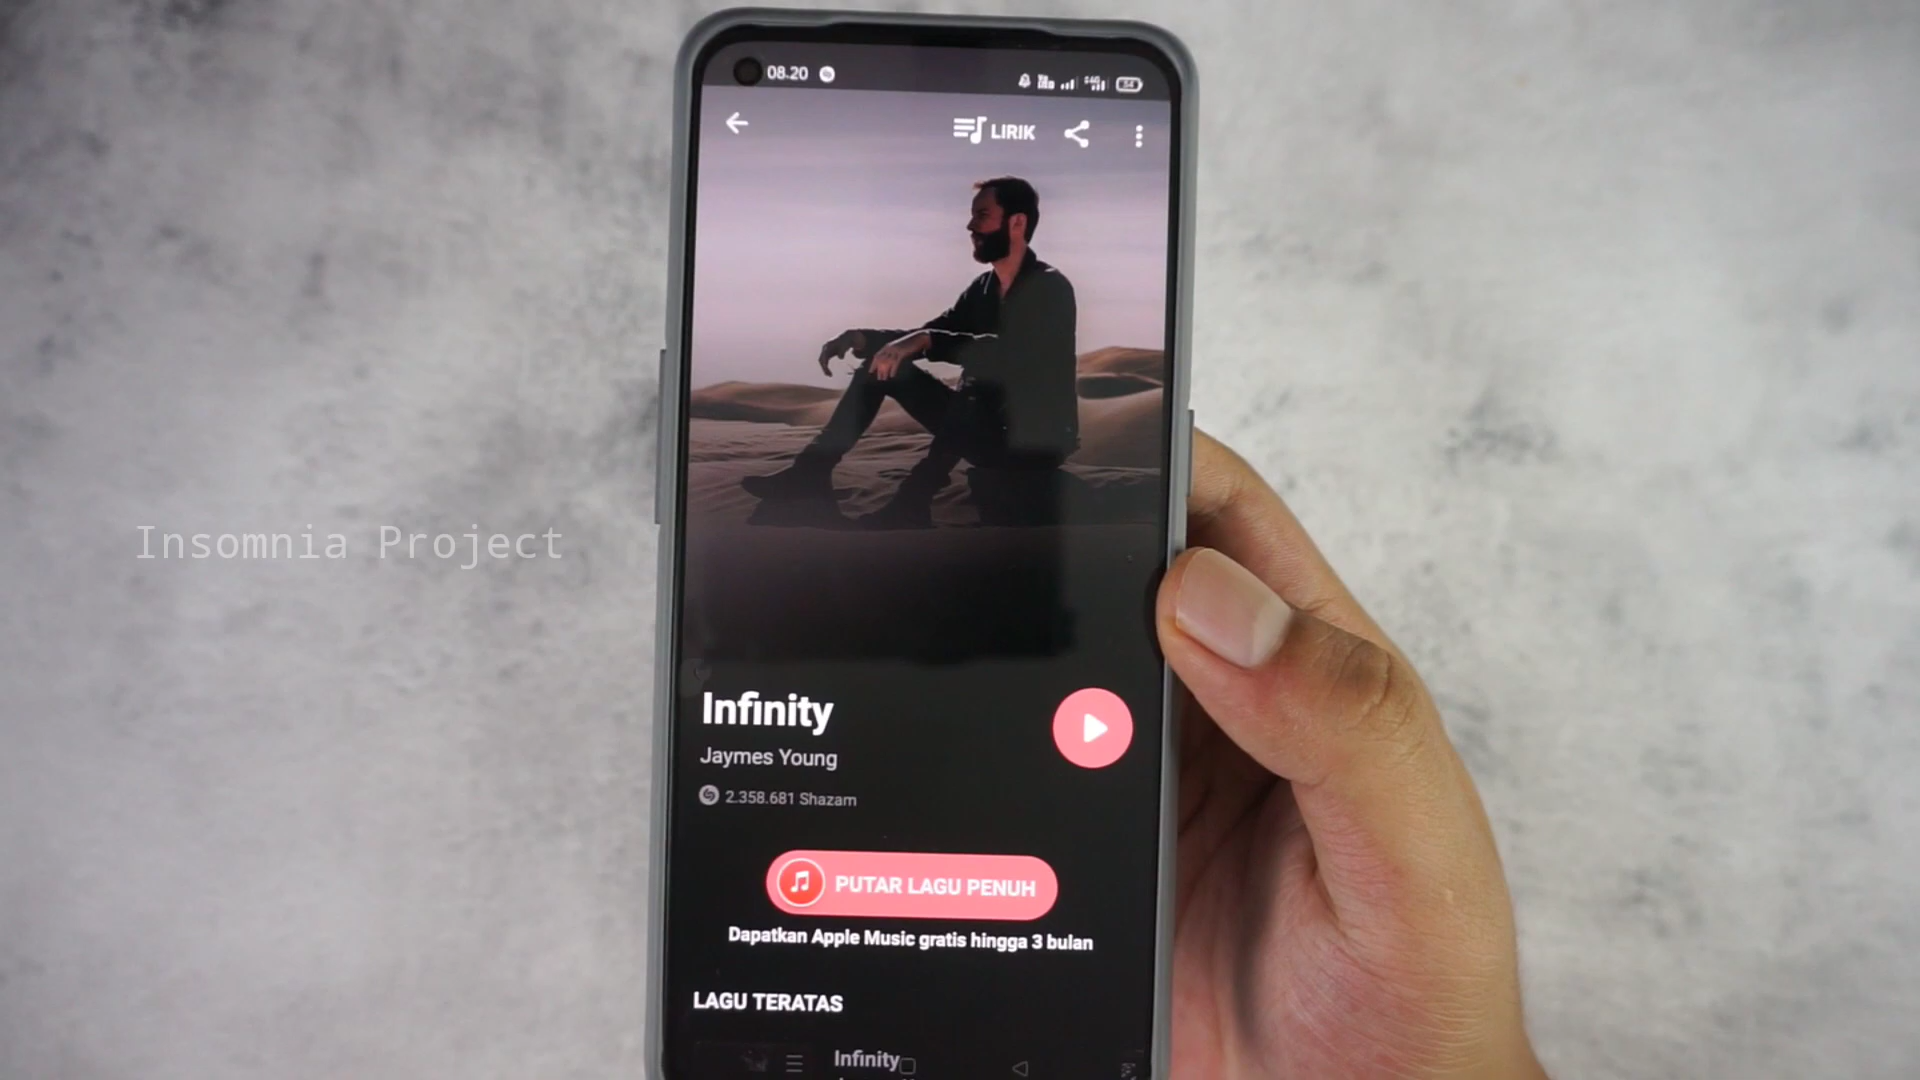 08.20
54
LIRIK
Insomnia Project
Infinity
Jaymes Young
2.358.681 Shazam
PUTAR LAGU PENUH
Dapatkan Apple Music gratis hingga 3 bulan
LAGU TERATAS
Infinity